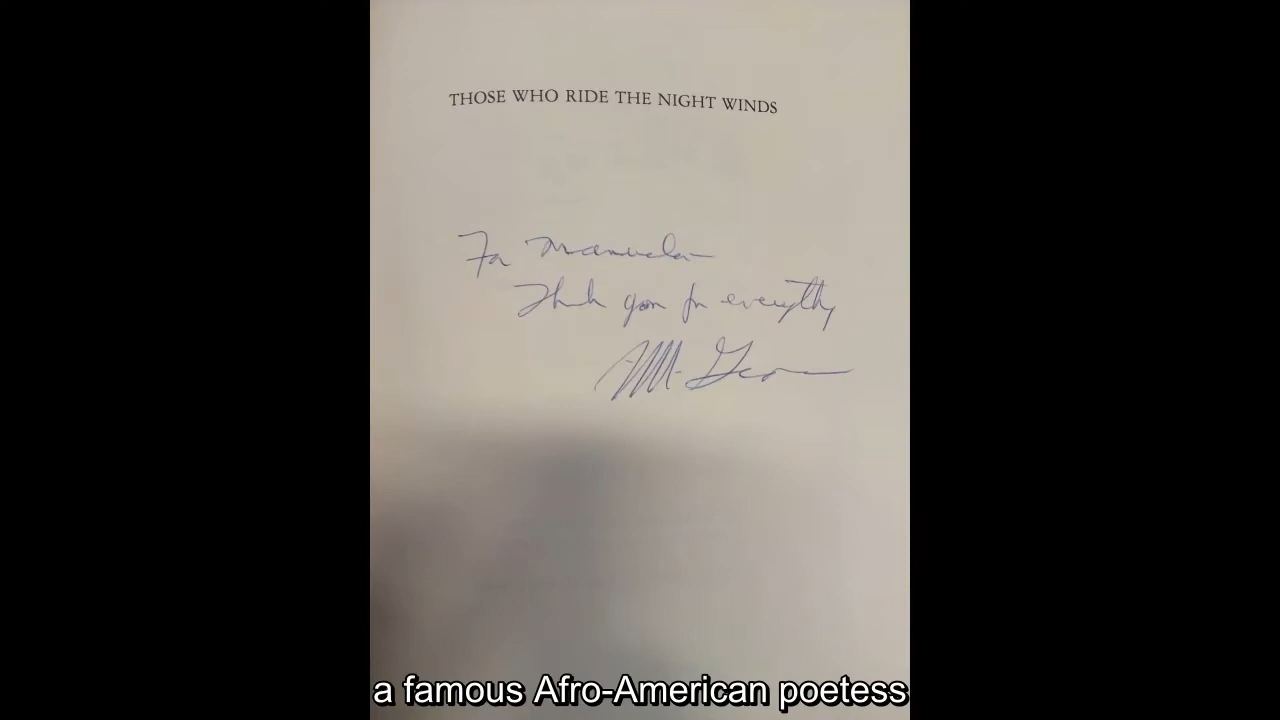 THOSE WHO RIDE THE NIGHT WINDS
For Manuela
Thank you for everything
a famous Afro-American poetess